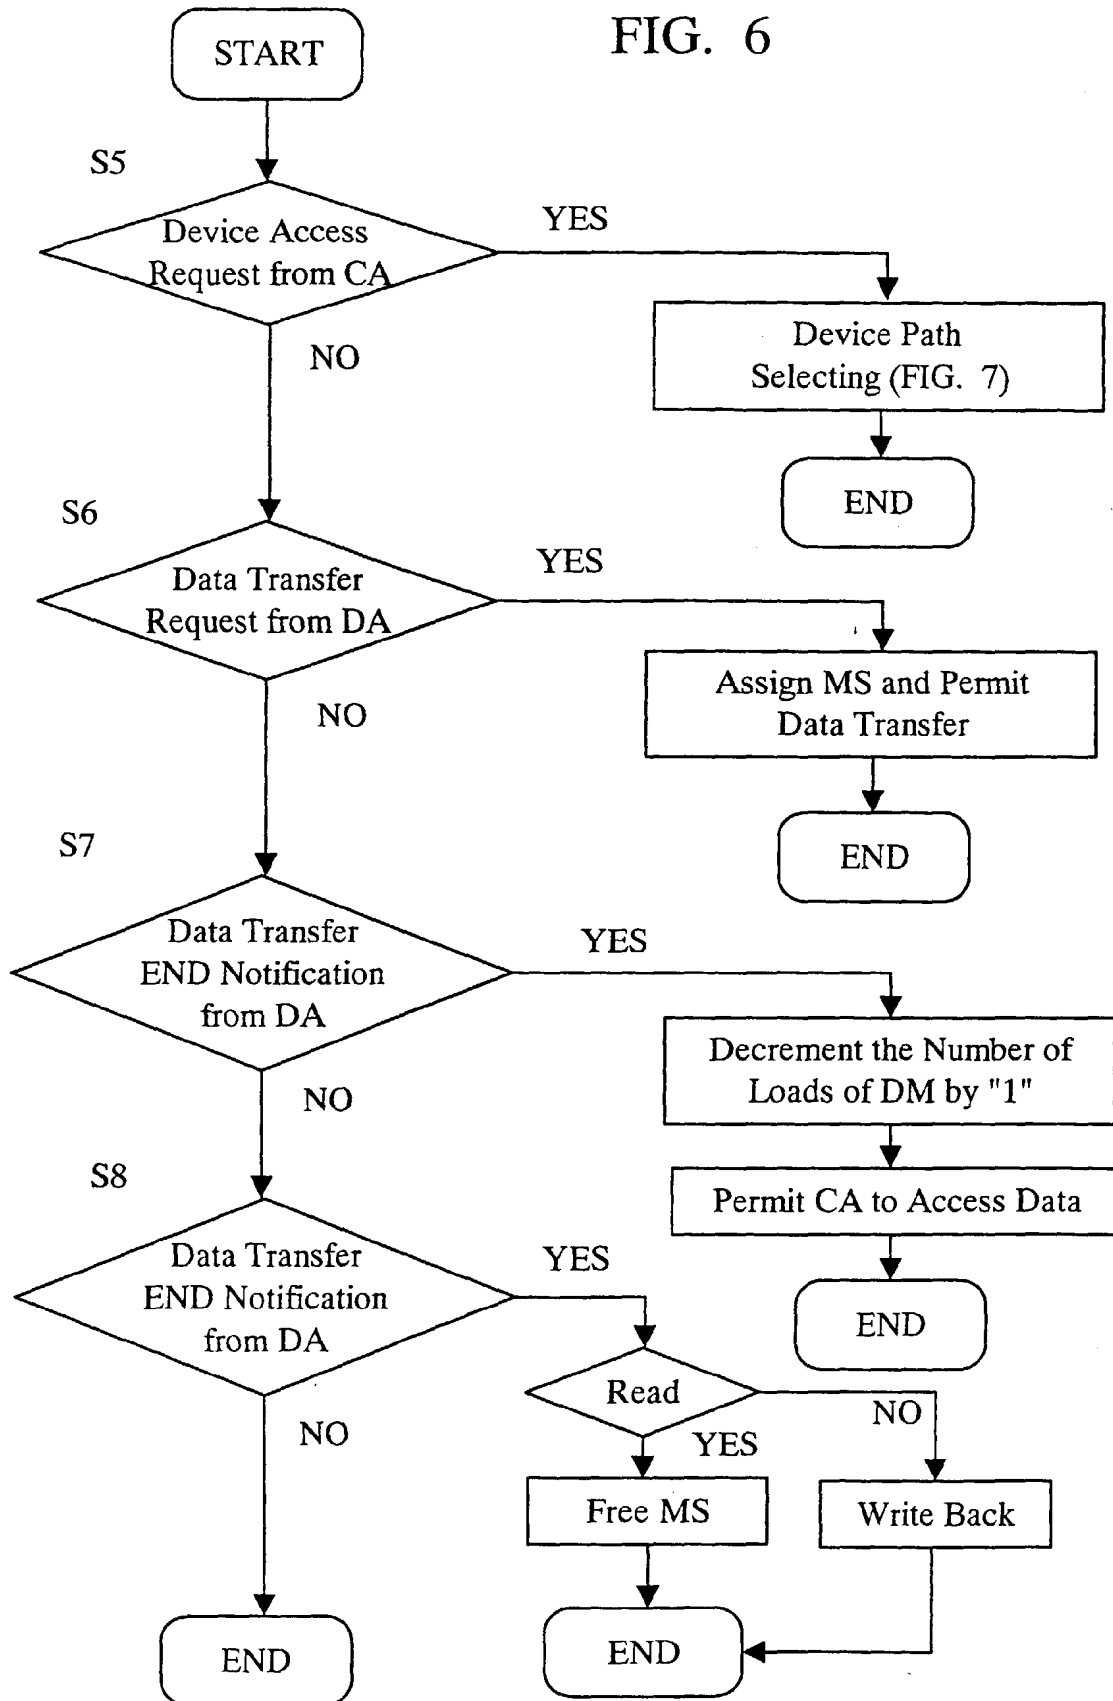 FIG. 6
START
S5
Device Access
Request from CA
YES
NO
Device Path
Selecting (FIG. 7)
END
S6
Data Transfer
Request from DA
YES
NO
Assign MS and Permit
Data Transfer
END
S7
Data Transfer
END Notification
from DA
YES
NO
Decrement the Number of
Loads of DM by "1"
Permit CA to Access Data
END
S8
Data Transfer
END Notification
from DA
YES
NO
Read
NO
YES
Free MS
Write Back
END
END